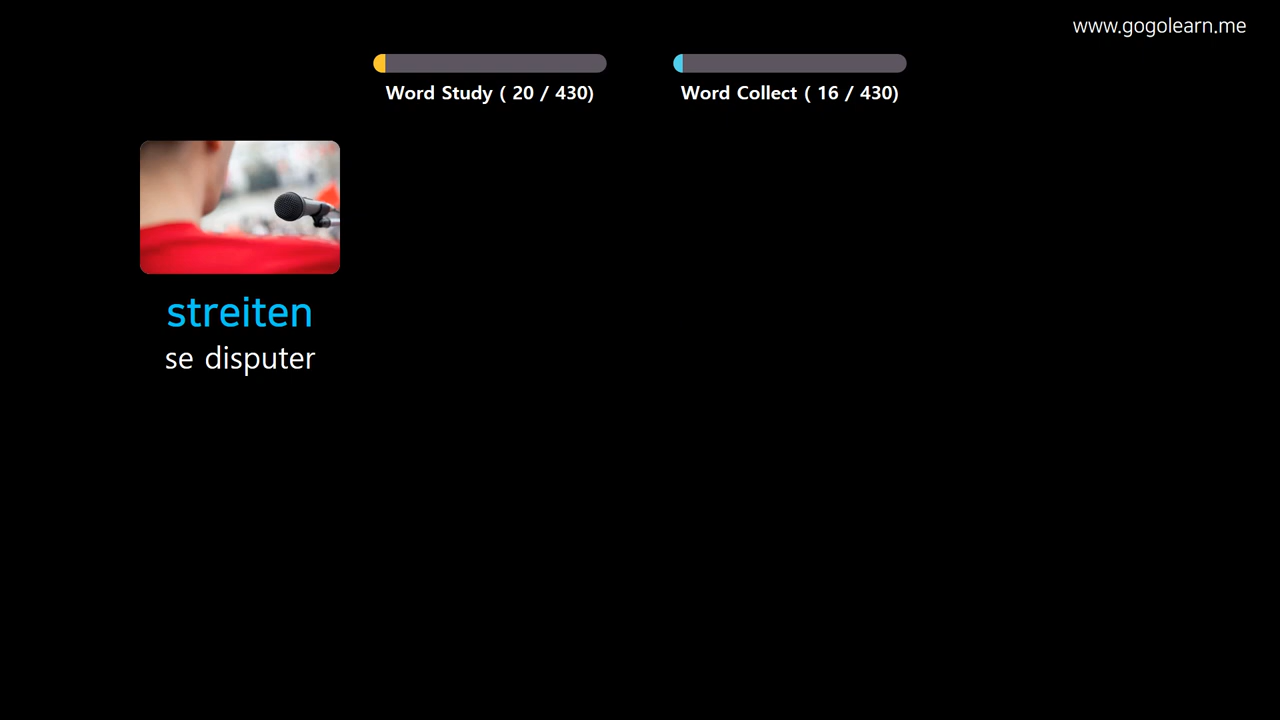 www.gogolearn.me
Word Study ( 20 / 430)
Word Collect ( 16 / 430)
streiten
se disputer